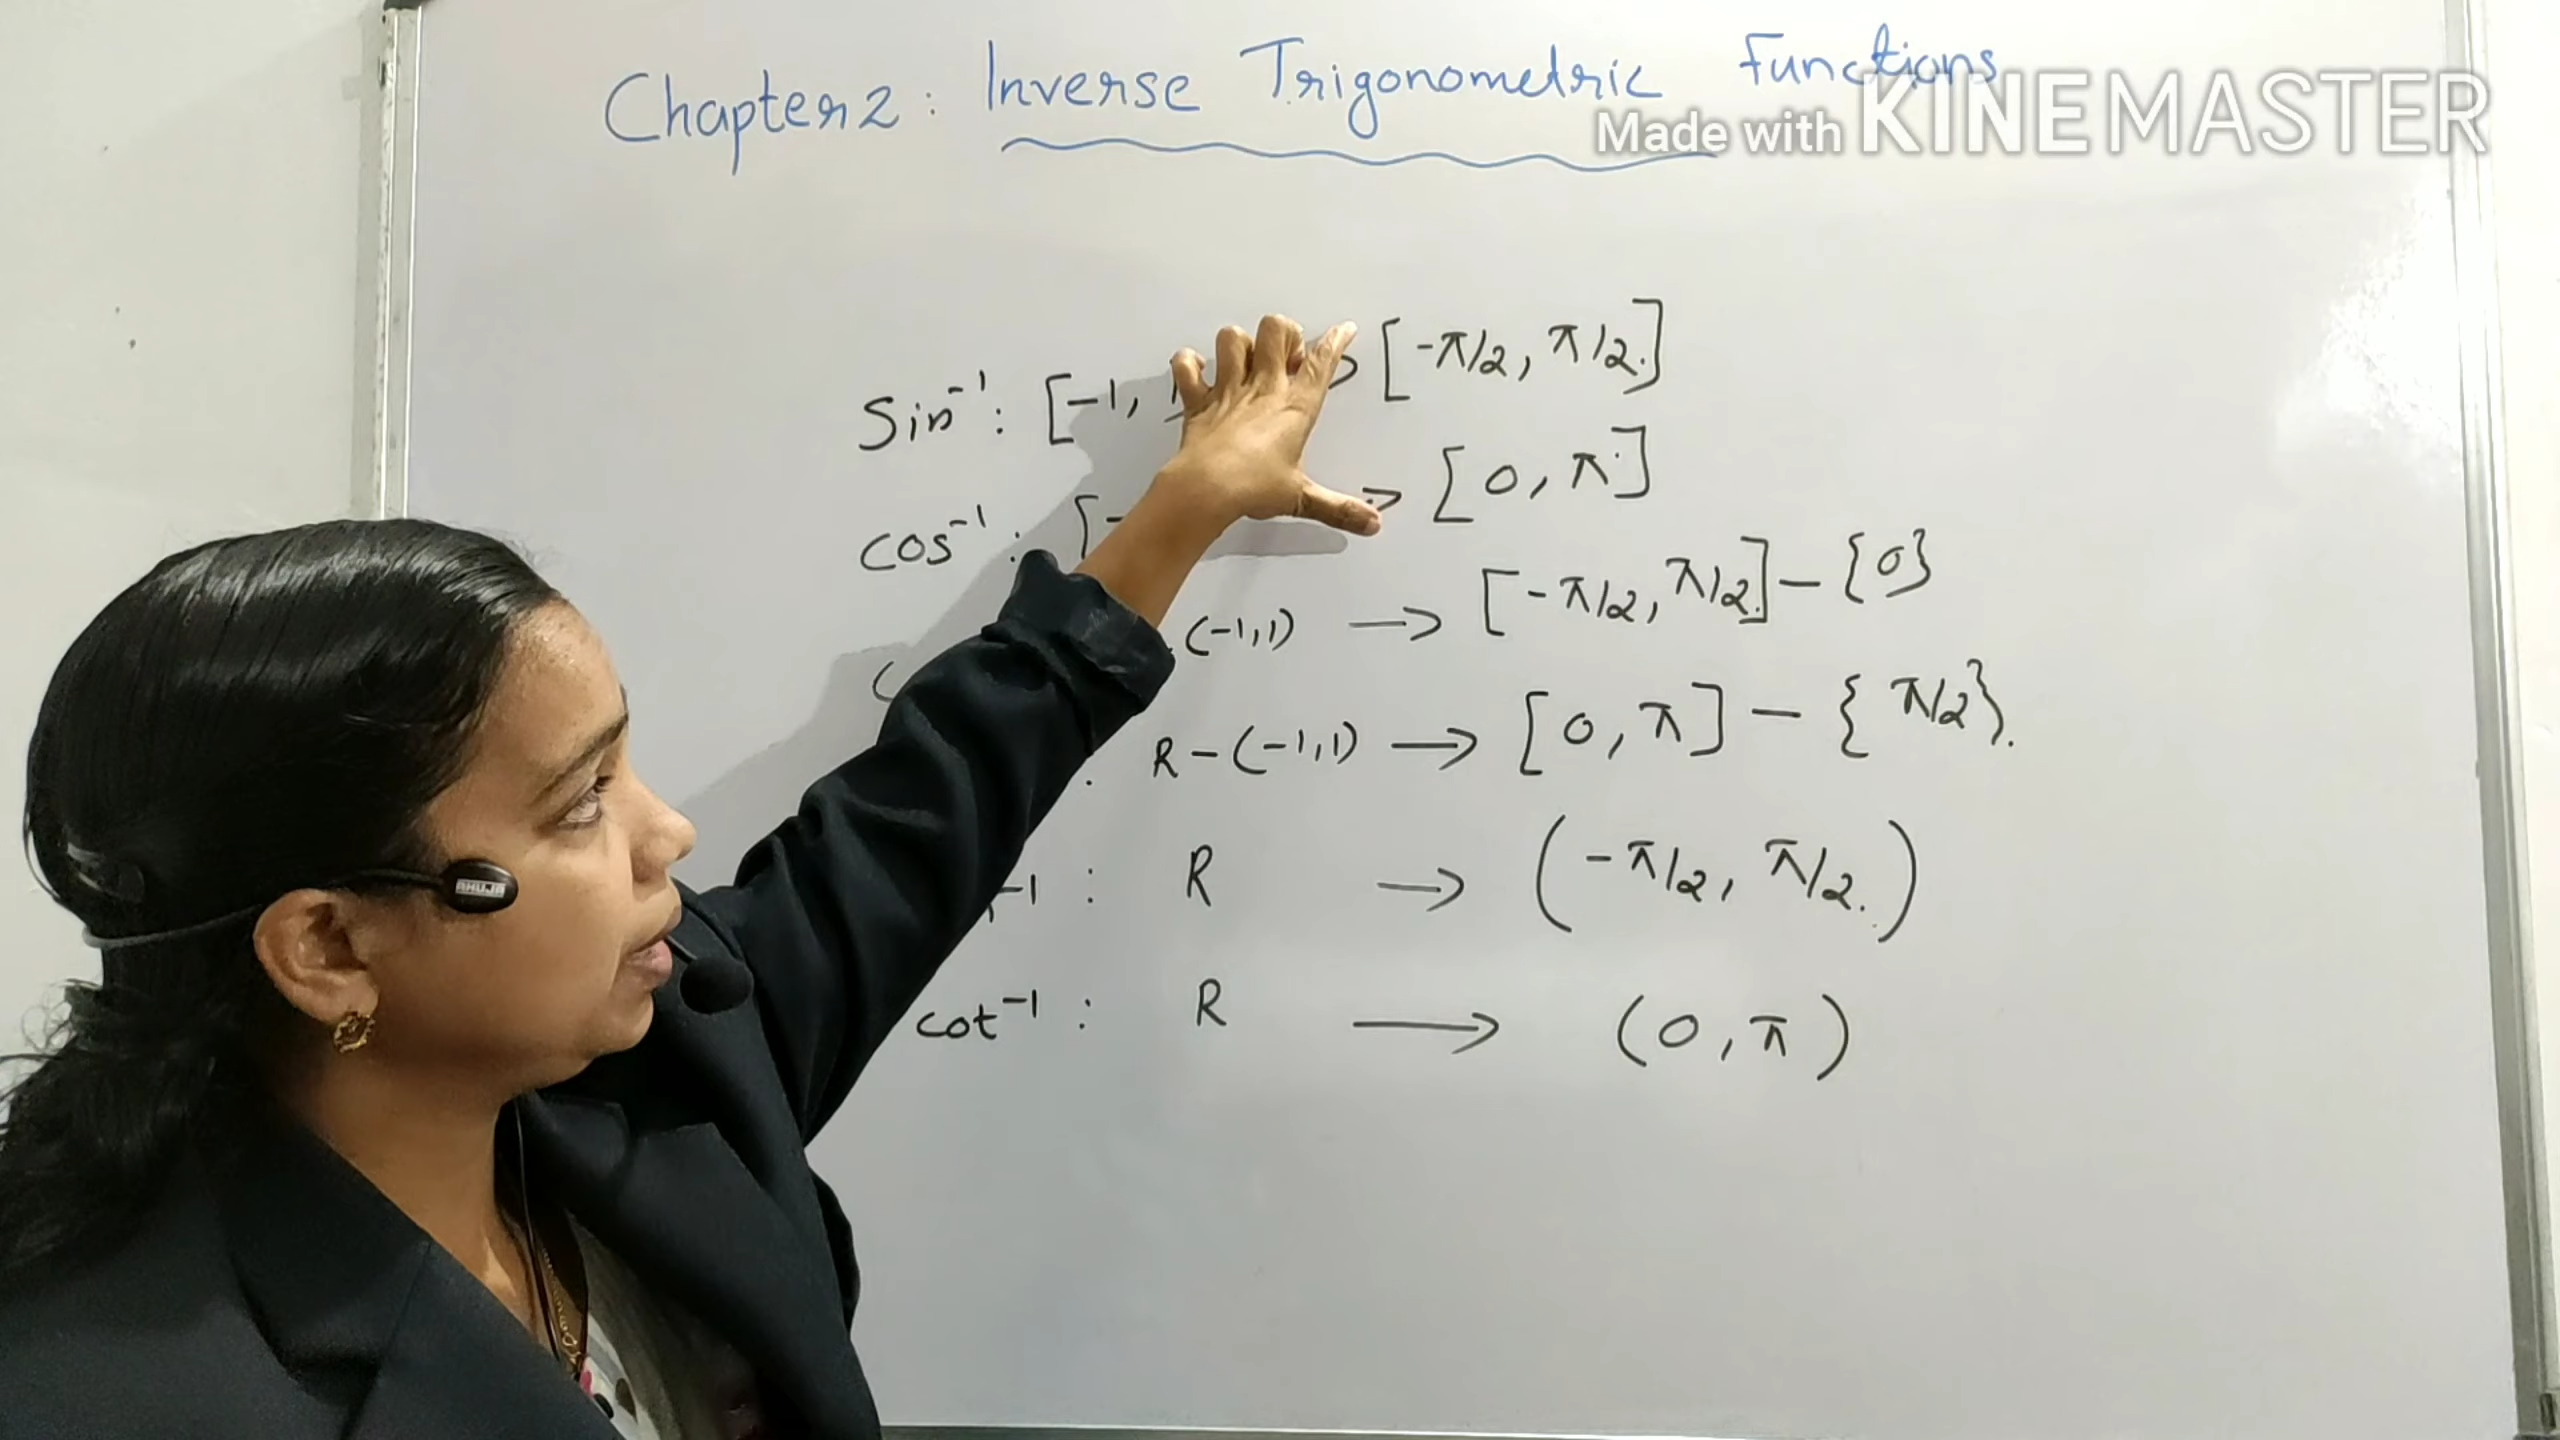 Chapter 2 : Inverse Trigonometric Functions
Made with KINEMASTER
Sin⁻¹ : [-1, → [-π/2, π/2.]
cos⁻¹ : [- → [0, π]
(-1,1) → [-π/2, π/2] - {0}
: R-(-1,1) → [0, π] - {π/2}.
-1 : R → (-π/2, π/2.)
cot⁻¹ : R → (0, π)
AHUJA